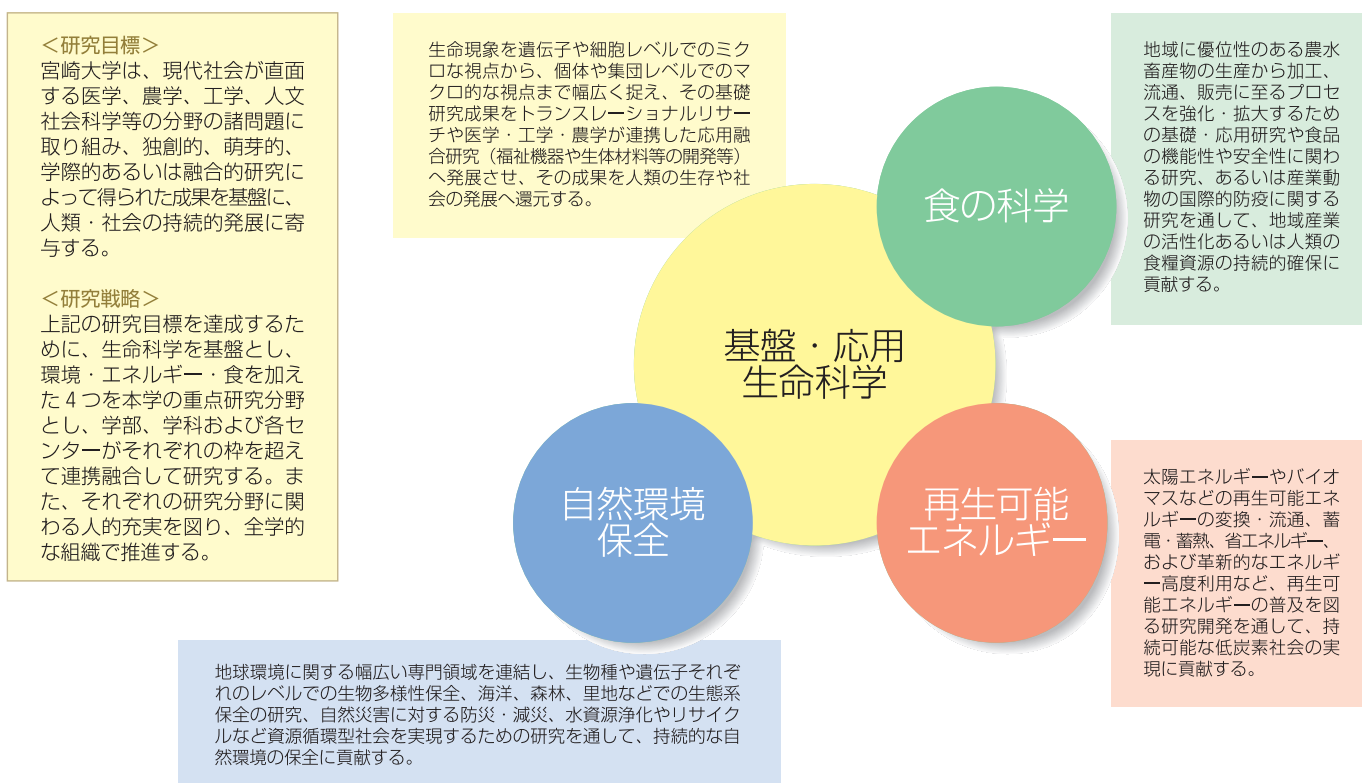 ＜研究目標＞
宮崎大学は、現代社会が直面
する医学、農学、工学、人文
社会科学等の分野の諸問題に
取り組み、独創的、萌芽的、
学際的あるいは融合的研究に
よって得られた成果を基盤に、
人類・社会の持続的発展に寄
与する。
＜研究戦略＞
上記の研究目標を達成するた
めに、生命科学を基盤とし、
環境・エネルギー・食を加え
た４つを本学の重点研究分野
とし、学部、学科および各セ
ンターがそれぞれの枠を超え
て連携融合して研究する。ま
た、それぞれの研究分野に関
わる人的充実を図り、全学的
な組織で推進する。
生命現象を遺伝子や細胞レベルでのミク
ロな視点から、個体や集団レベルでのマ
クロ的な視点まで幅広く捉え、その基礎
研究成果をトランスレーショナルリサー
チや医学・工学・農学が連携した応用融
合研究（福祉機器や生体材料等の開発等）
へ発展させ、その成果を人類の生存や社
会の発展へ還元する。
基盤・応用
生命科学
食の科学
地域に優位性のある農水
畜産物の生産から加工、
流通、販売に至るプロセ
スを強化・拡大するため
の基礎・応用研究や食品
の機能性や安全性に関わ
る研究、あるいは産業動
物の国際的防疫に関する
研究を通して、地域産業
の活性化あるいは人類の
食糧資源の持続的確保に
貢献する。
自然環境
保全
再生可能
エネルギー
太陽エネルギーやバイオ
マスなどの再生可能エネ
ルギーの変換・流通、蓄
電・蓄熱、省エネルギー、
および革新的なエネルギ
ー高度利用など、再生可
能エネルギーの普及を図
る研究開発を通して、持
続可能な低炭素社会の実
現に貢献する。
地球環境に関する幅広い専門領域を連結し、生物種や遺伝子それぞ
れのレベルでの生物多様性保全、海洋、森林、里地などでの生態系
保全の研究、自然災害に対する防災・減災、水資源浄化やリサイク
ルなど資源循環型社会を実現するための研究を通して、持続的な自
然環境の保全に貢献する。